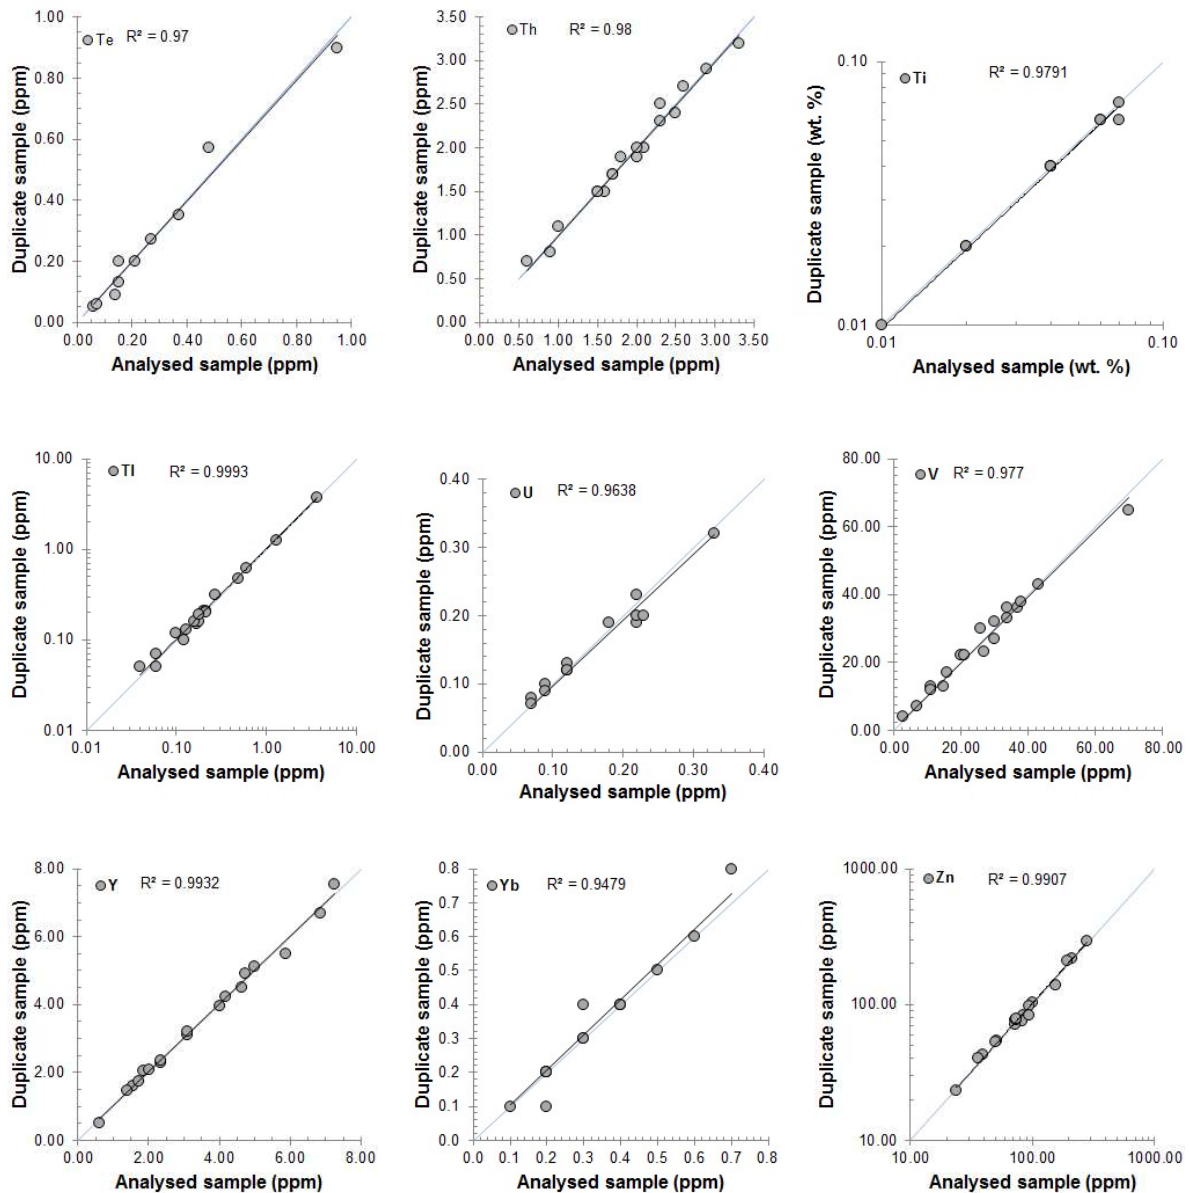 Te R² = 0.97
1.00
0.80
0.60
0.40
0.20
0.00
0.00 0.20 0.40 0.60 0.80 1.00
Duplicate sample (ppm)
Analysed sample (ppm)
Th R² = 0.98
3.50
3.00
2.50
2.00
1.50
1.00
0.50
0.00
0.00 0.50 1.00 1.50 2.00 2.50 3.00 3.50
Duplicate sample (ppm)
Analysed sample (ppm)
Ti R² = 0.9791
0.10
0.01
0.01 0.10
Duplicate sample (wt. %)
Analysed sample (wt. %)
Tl R² = 0.9993
10.00
1.00
0.10
0.01
0.01 0.10 1.00 10.00
Duplicate sample (ppm)
Analysed sample (ppm)
U R² = 0.9638
0.40
0.30
0.20
0.10
0.00
0.00 0.10 0.20 0.30 0.40
Duplicate sample (ppm)
Analysed sample (ppm)
V R² = 0.977
80.00
60.00
40.00
20.00
0.00
0.00 20.00 40.00 60.00 80.00
Duplicate sample (ppm)
Analysed sample (ppm)
Y R² = 0.9932
8.00
6.00
4.00
2.00
0.00
0.00 2.00 4.00 6.00 8.00
Duplicate sample (ppm)
Analysed sample (ppm)
Yb R² = 0.9479
0.8
0.7
0.6
0.5
0.4
0.3
0.2
0.1
0.0
0.0 0.1 0.2 0.3 0.4 0.5 0.6 0.7 0.8
Duplicate sample (ppm)
Analysed sample (ppm)
Zn R² = 0.9907
1000.00
100.00
10.00
10.00 100.00 1000.00
Duplicate sample (ppm)
Analysed sample (ppm)